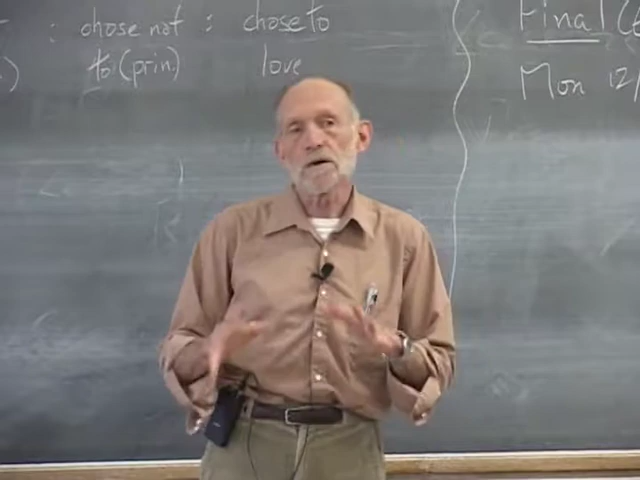 : chose not : chose to
to (prin.) love
Final
Mon 12/